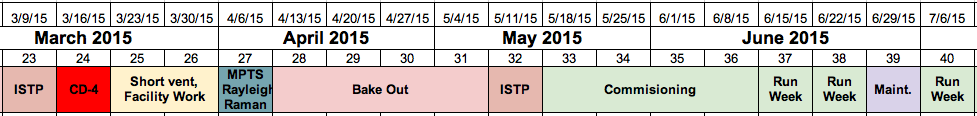 3/9/15 3/16/15 3/23/15 3/30/15 4/6/15 4/13/15 4/20/15 4/27/15 5/4/15 5/11/15 5/18/15 5/25/15 6/1/15 6/8/15 6/15/15 6/22/15 6/29/15 7/6/15
March 2015 April 2015 May 2015 June 2015
23 24 25 26 27 28 29 30 31 32 33 34 35 36 37 38 39 40
ISTP
CD-4
Short vent,
Facility Work
MPTS
Rayleigh
Raman
Bake Out
ISTP
Commisioning
Run
Week
Run
Week
Maint.
Run
Week